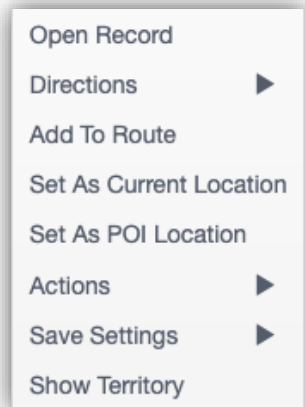 Open Record
Directions
Add To Route
Set As Current Location
Set As POI Location
Actions
Save Settings
Show Territory